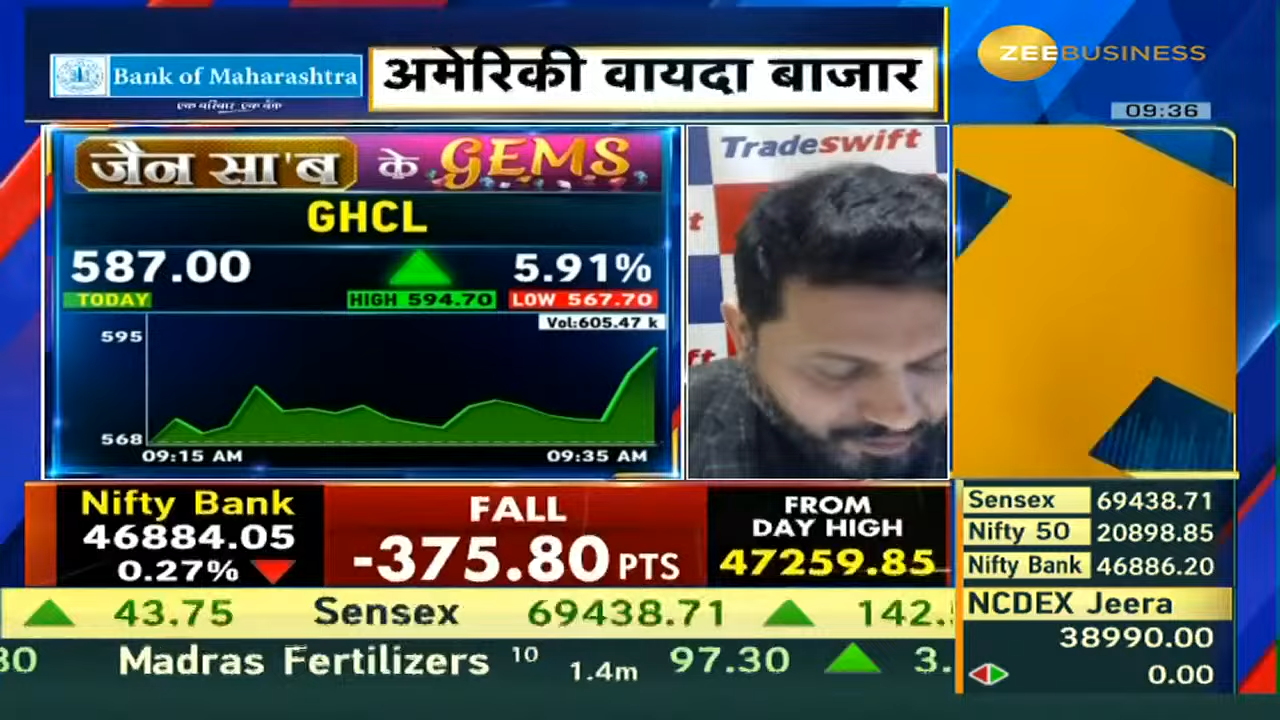 Bank of Maharashtra
एक परिवार एक बैंक
अमेरिकी वायदा बाजार
ZEEBUSINESS
09:36
जैन सा'ब के GEMS
GHCL
587.00 5.91%
TODAY HIGH 594.70 LOW 567.70
Vol:605.47 k
595
568
09:15 AM 09:35 AM
Tradeswift
t
ft
Nifty Bank
46884.05
0.27%
FALL
-375.80 PTS
FROM
DAY HIGH
47259.85
Sensex 69438.71
Nifty 50 20898.85
Nifty Bank 46886.20
NCDEX Jeera
38990.00
0.00
43.75 Sensex 69438.71 142.
30 Madras Fertilizers 10 1.4m 97.30 3.